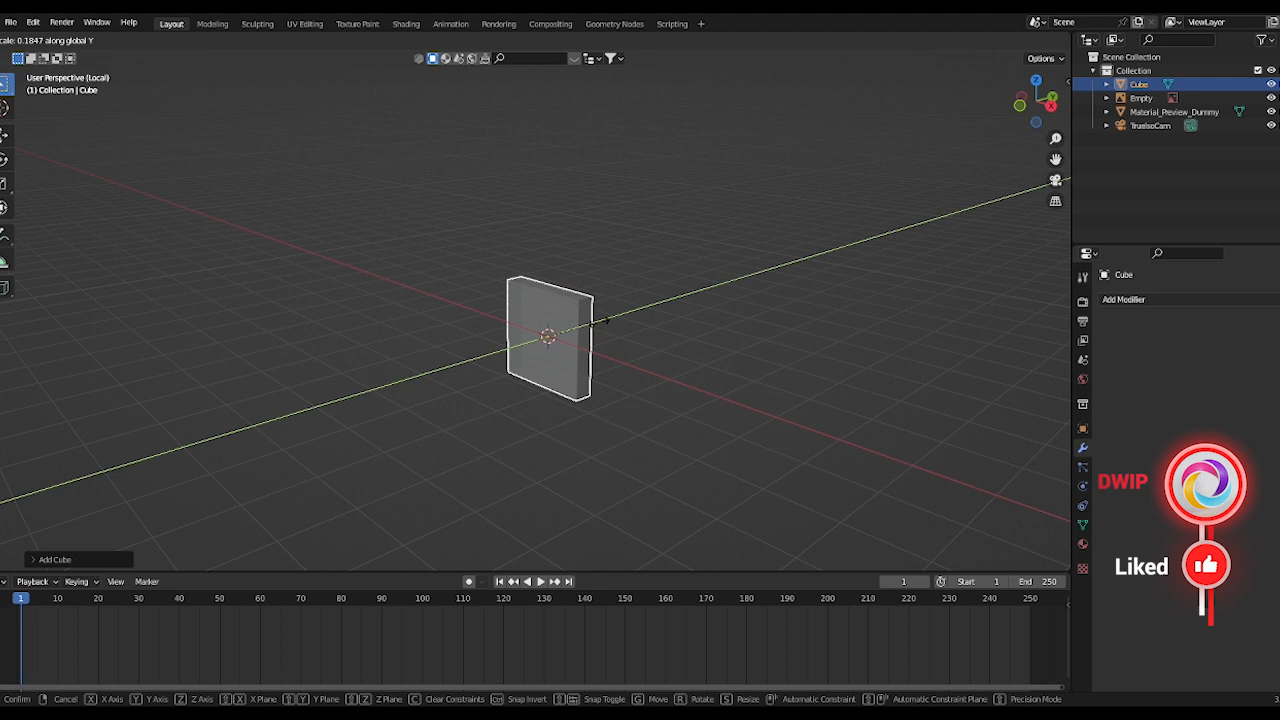 File Edit Render Window Help Layout Modeling Sculpting UV Editing Texture Paint Shading Animation Rendering Compositing Geometry Nodes Scripting + Scene ViewLayer
scale: 0.1847 along global Y
Options
User Perspective (Local)
(1) Collection | Cube
Scene Collection
Collection
Cube
Empty
Material_Preview_Dummy
TrueIsoCam
Z
Y
X
Cube
Add Modifier
DWIP
Liked
> Add Cube
Playback Keying View Marker 1 Start 1 End 250
1 10 20 30 40 50 60 70 80 90 100 110 120 130 140 150 160 170 180 190 200 210 220 230 240 250
Confirm Cancel X X Axis Y Y Axis Z Z Axis X X Plane Y Y Plane Z Z Plane C Clear Constraints Ctrl Snap Invert Snap Toggle G Move R Rotate S Resize Automatic Constraint Automatic Constraint Plane Precision Mode